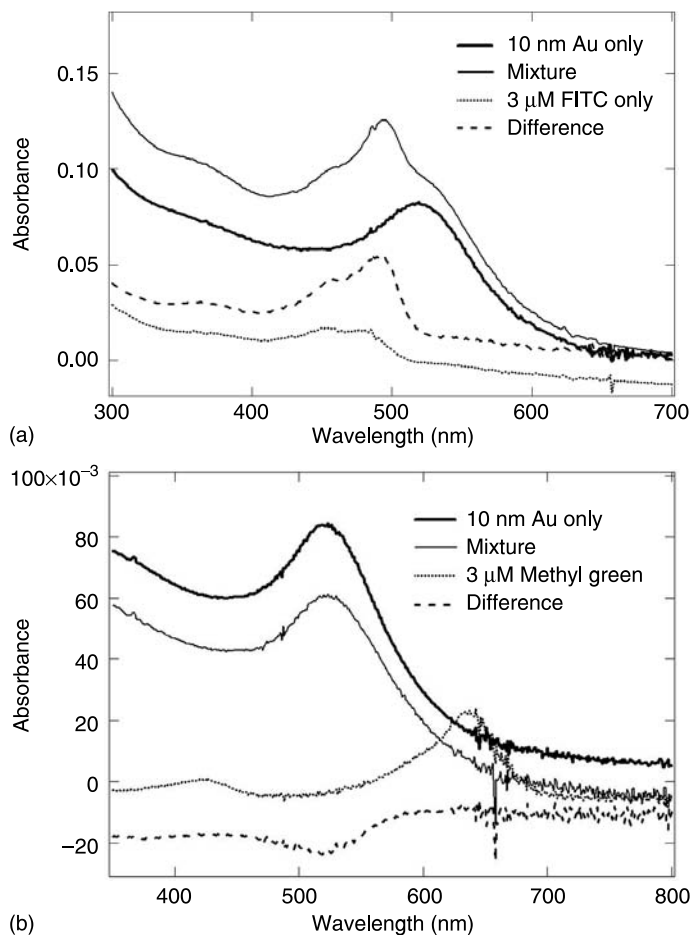 10 nm Au only
Mixture
3 μM FITC only
Difference
0.15
0.10
0.05
0.00
Absorbance
300 400 500 600 700
Wavelength (nm)
(a)
100×10⁻³
80
60
40
20
0
−20
Absorbance
10 nm Au only
Mixture
3 μM Methyl green
Difference
400 500 600 700 800
Wavelength (nm)
(b)